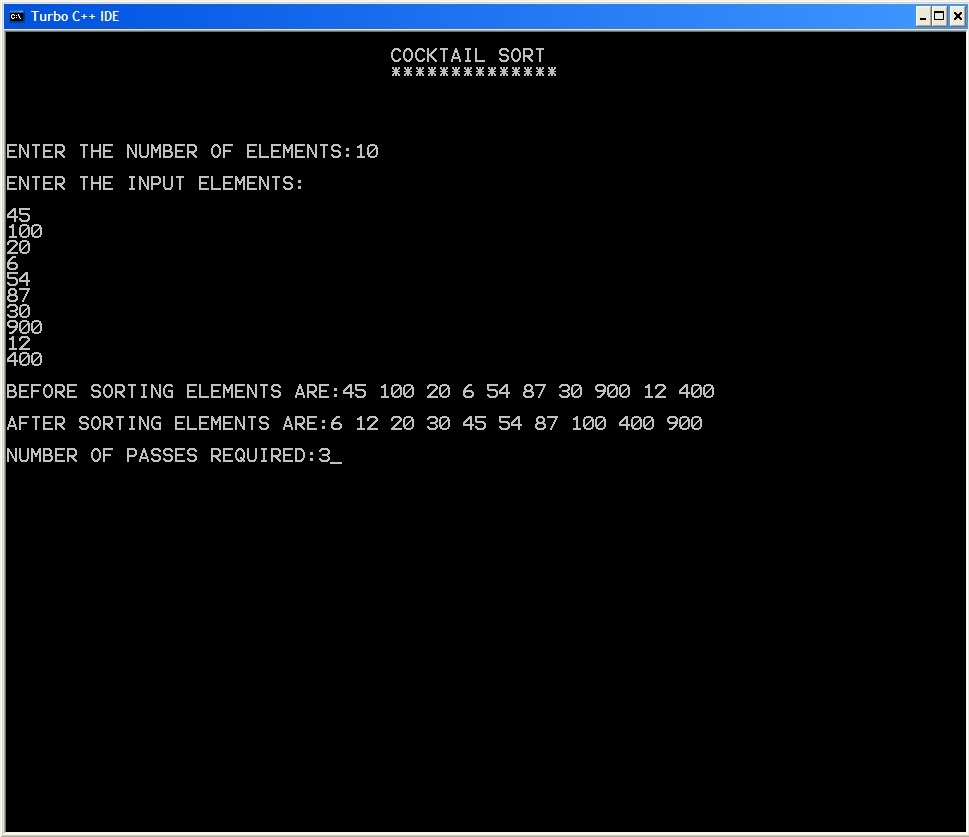 Turbo C++ IDE
COCKTAIL SORT
**************
ENTER THE NUMBER OF ELEMENTS:10
ENTER THE INPUT ELEMENTS:
45
100
20
6
54
87
30
900
12
400
BEFORE SORTING ELEMENTS ARE:45 100 20 6 54 87 30 900 12 400
AFTER SORTING ELEMENTS ARE:6 12 20 30 45 54 87 100 400 900
NUMBER OF PASSES REQUIRED:3_